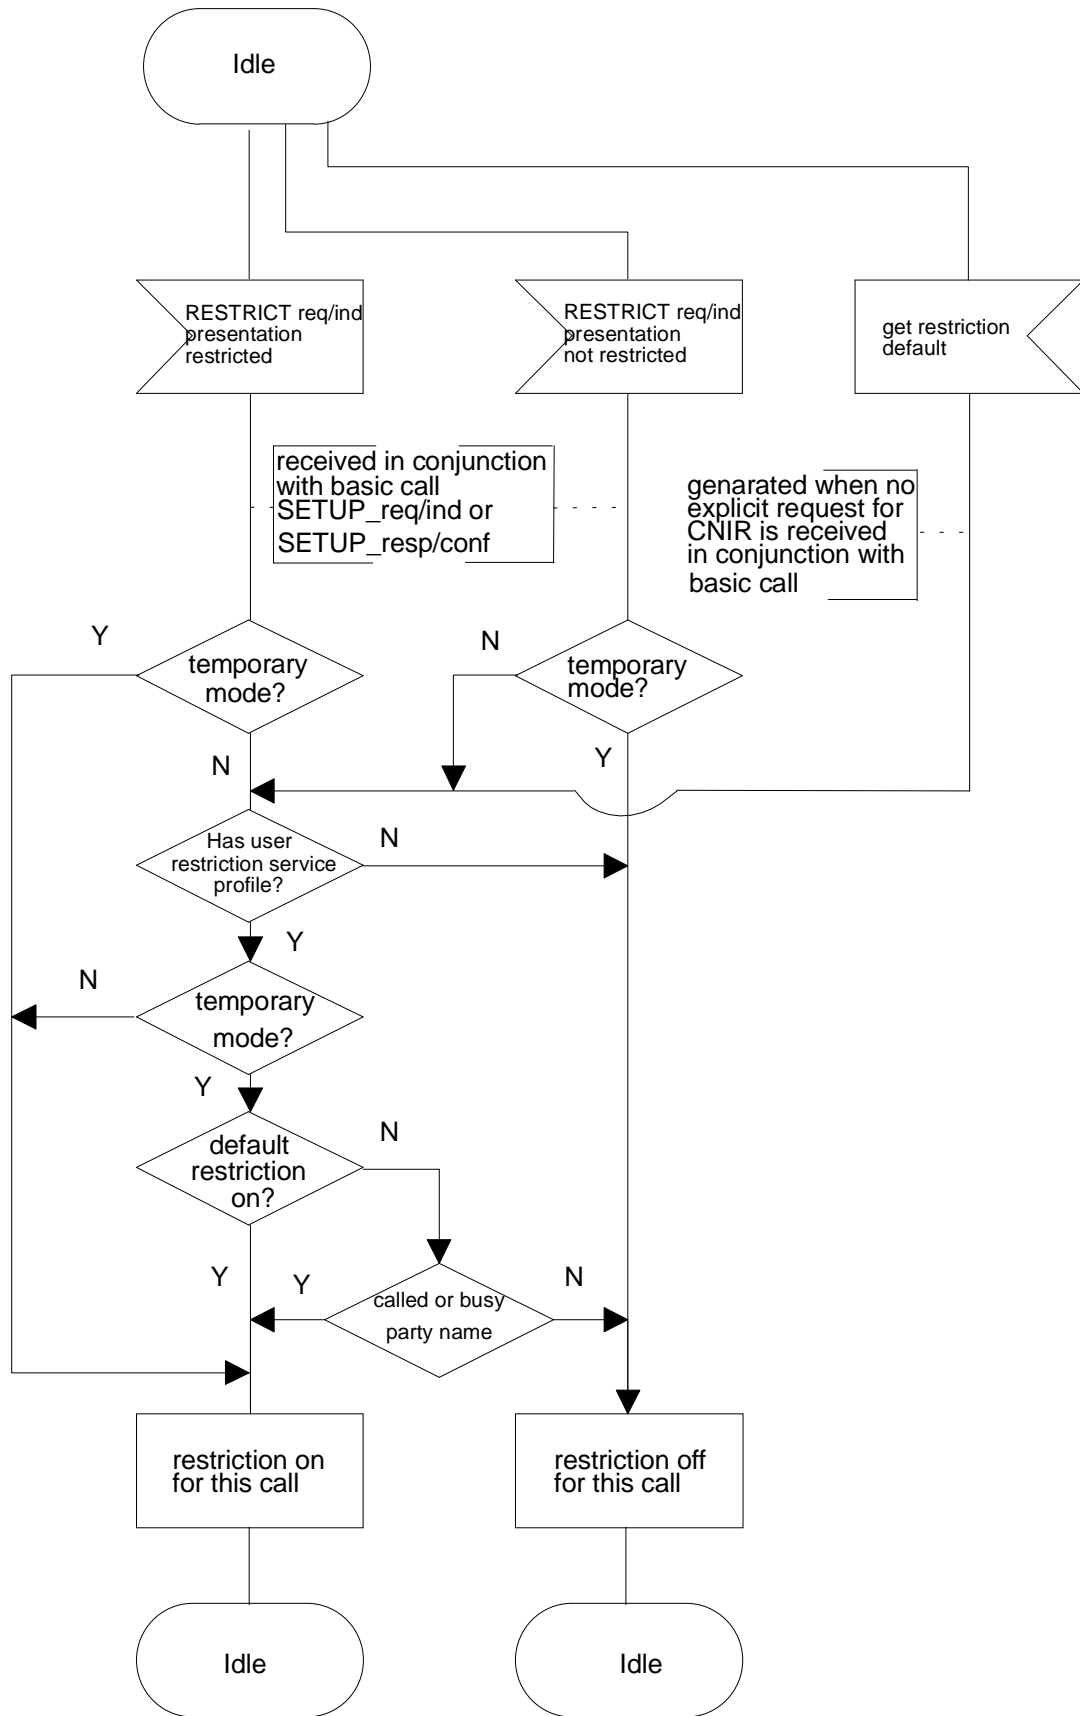 Idle
RESTRICT req/ind
presentation
restricted
RESTRICT req/ind
presentation
not restricted
get restriction
default
received in conjunction
with basic call
SETUP_req/ind or
SETUP_resp/conf
genarated when no
explicit request for
CNIR is received
in conjunction with
basic call
Y
temporary
mode?
N
temporary
mode?
N
Y
Has user
restriction service
profile?
N
Y
N
temporary
mode?
Y
default
restriction
on?
N
Y
Y
called or busy
party name
N
restriction on
for this call
restriction off
for this call
Idle
Idle